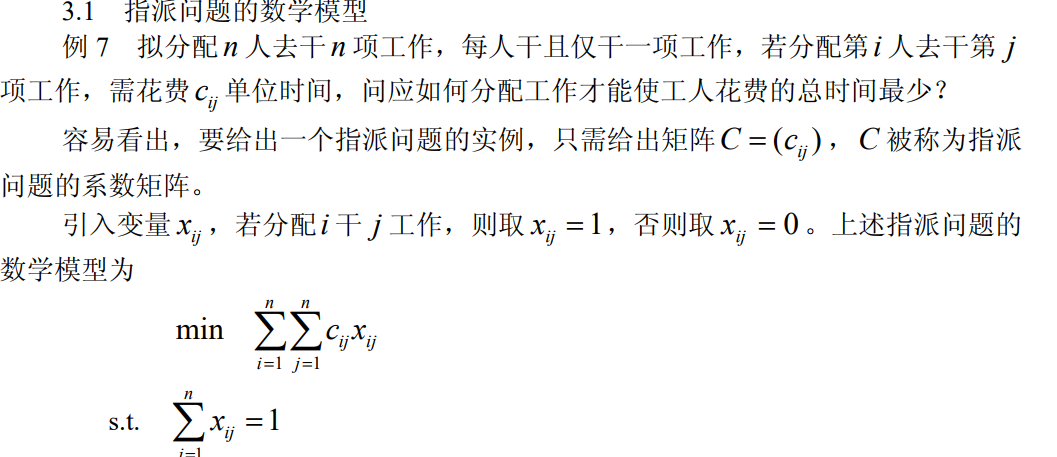 3.1 指派问题的数学模型
例 7 拟分配 n 人去干 n 项工作，每人干且仅干一项工作，若分配第 i 人去干第 j
项工作，需花费 c_{ij} 单位时间，问应如何分配工作才能使工人花费的总时间最少？
容易看出，要给出一个指派问题的实例，只需给出矩阵 C = (c_{ij})，C 被称为指派
问题的系数矩阵。
引入变量 x_{ij}，若分配 i 干 j 工作，则取 x_{ij} = 1，否则取 x_{ij} = 0。上述指派问题的
数学模型为
min \sum_{i=1}^{n} \sum_{j=1}^{n} c_{ij} x_{ij}
s.t. \sum^{n} x_{ij} = 1